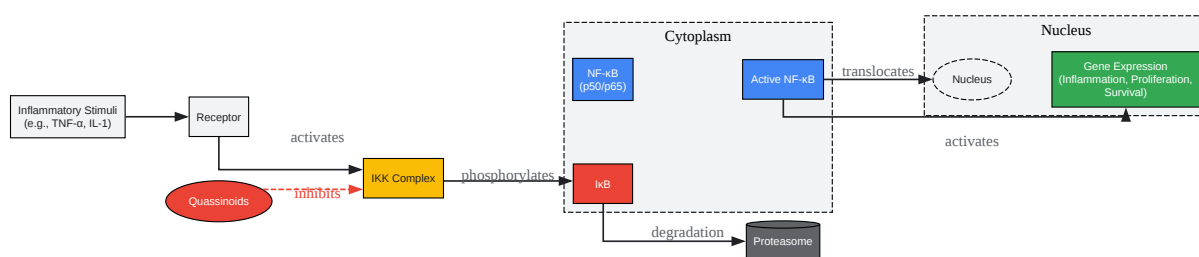 Cytoplasm
Nucleus
NF-κB
(p50/p65)
Active NF-κB
translocates
Nucleus
Gene Expression
(Inflammation, Proliferation,
Survival)
Inflammatory Stimuli
(e.g., TNF-α, IL-1)
Receptor
activates
activates
IKK Complex
phosphorylates
IκB
Quassinoids
inhibits
degradation
Proteasome